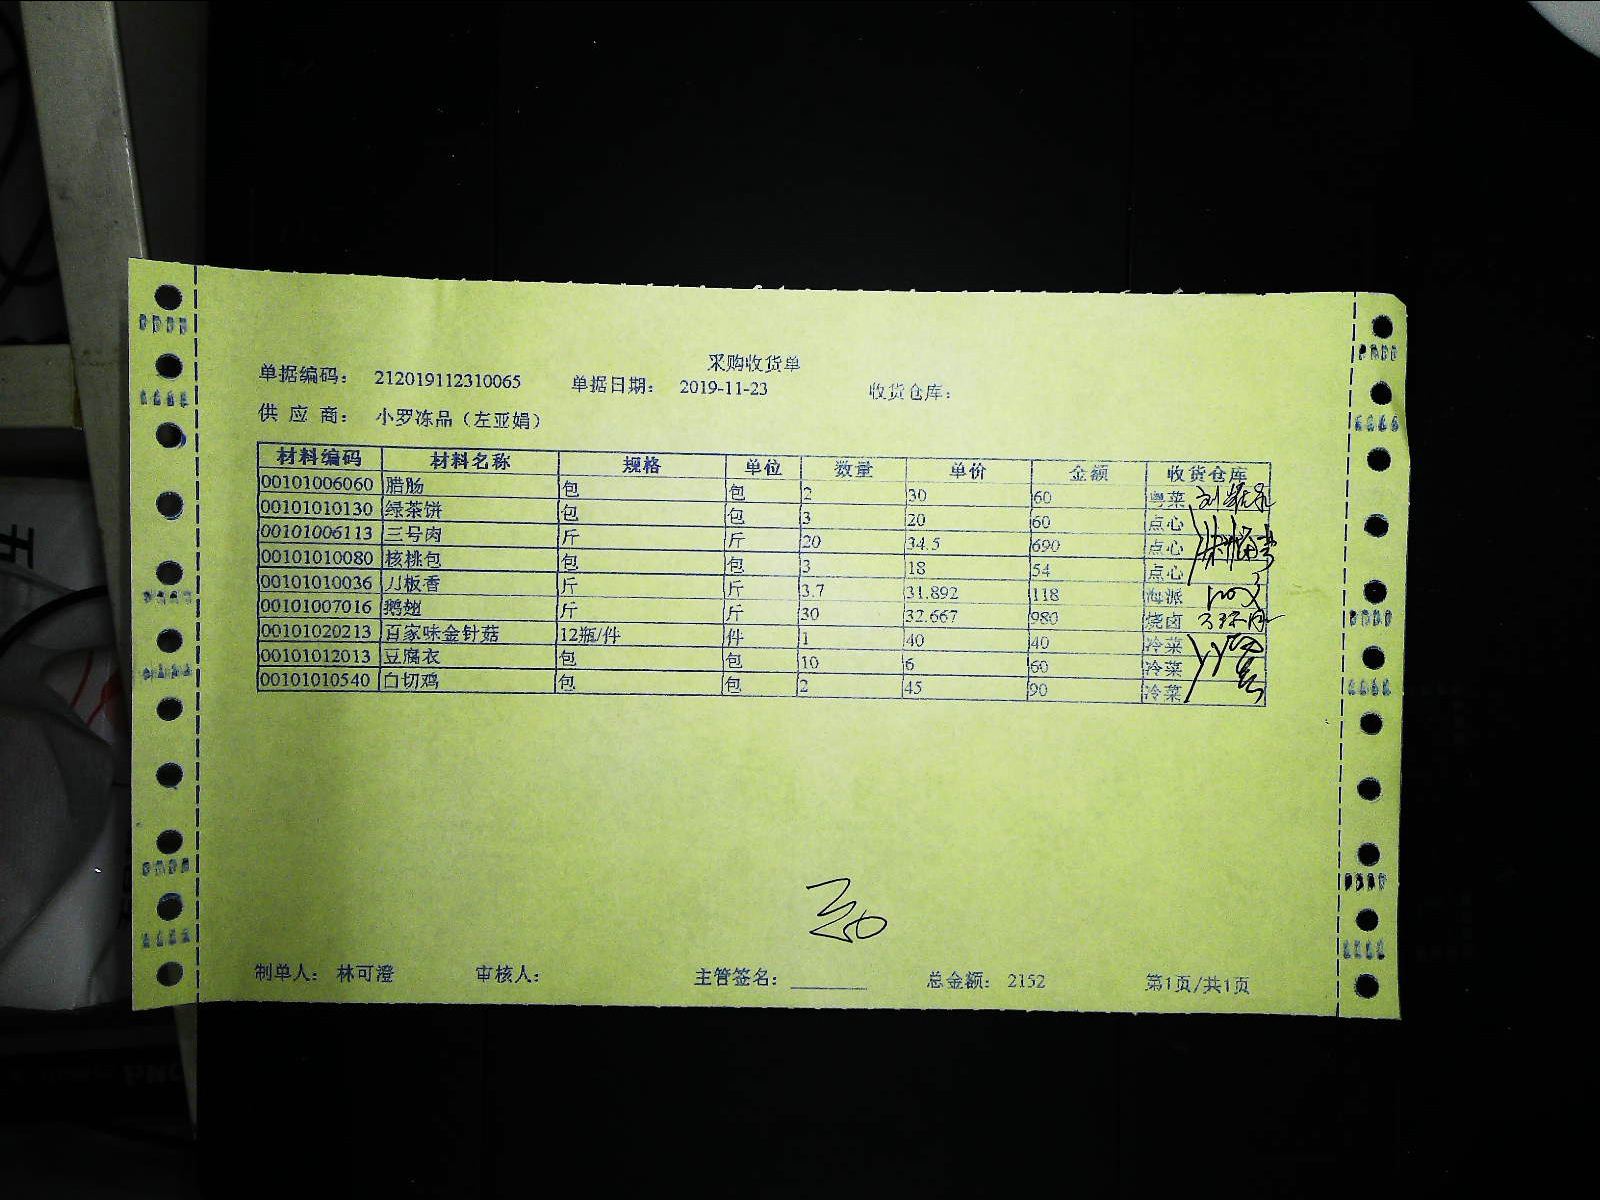 采购收货单
单据编码： 212019112310065 单据日期： 2019-11-23 收货仓库：
供 应 商： 小罗冻品（左亚娟）
材料编码 材料名称 规格 单位 数量 单价 金额 收货仓库
00101006060 腊肠 包 包 2 30 60 粤菜
00101010130 绿茶饼 包 包 3 20 60 点心
00101006113 三号肉 斤 斤 20 34.5 690 点心
00101010080 核桃包 包 包 3 18 54 点心
00101010036 刀板香 斤 斤 3.7 31.892 118 海派
00101007016 鹅翅 斤 斤 30 32.667 980 烧卤
00101020213 百家味金针菇 12瓶/件 件 1 40 40 冷菜
00101012013 豆腐衣 包 包 10 6 60 冷菜
00101010540 白切鸡 包 包 2 45 90 冷菜
制单人： 林可澄 审核人： 主管签名： 总金额： 2152 第1页/共1页